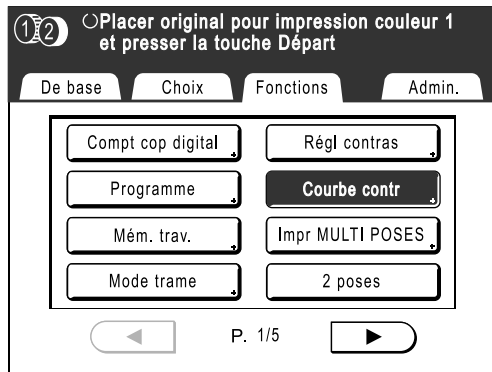 12 Placer original pour impression couleur 1
et presser la touche Départ
De base Choix Fonctions Admin.
Compt cop digital Régl contras
Programme Courbe contr
Mém. trav. Impr MULTI POSES
Mode trame 2 poses
P. 1/5